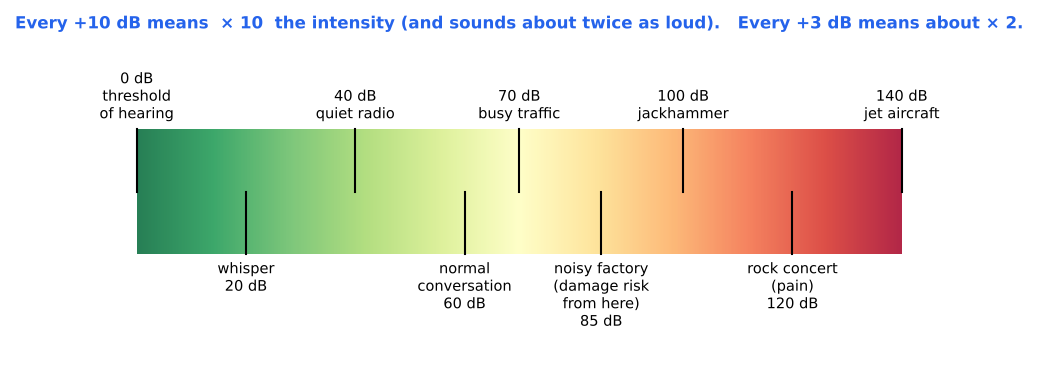 Every +10 dB means × 10 the intensity (and sounds about twice as loud). Every +3 dB means about × 2.
0 dB
threshold
of hearing
40 dB
quiet radio
70 dB
busy traffic
100 dB
jackhammer
140 dB
jet aircraft
whisper
20 dB
normal
conversation
60 dB
noisy factory
(damage risk
from here)
85 dB
rock concert
(pain)
120 dB